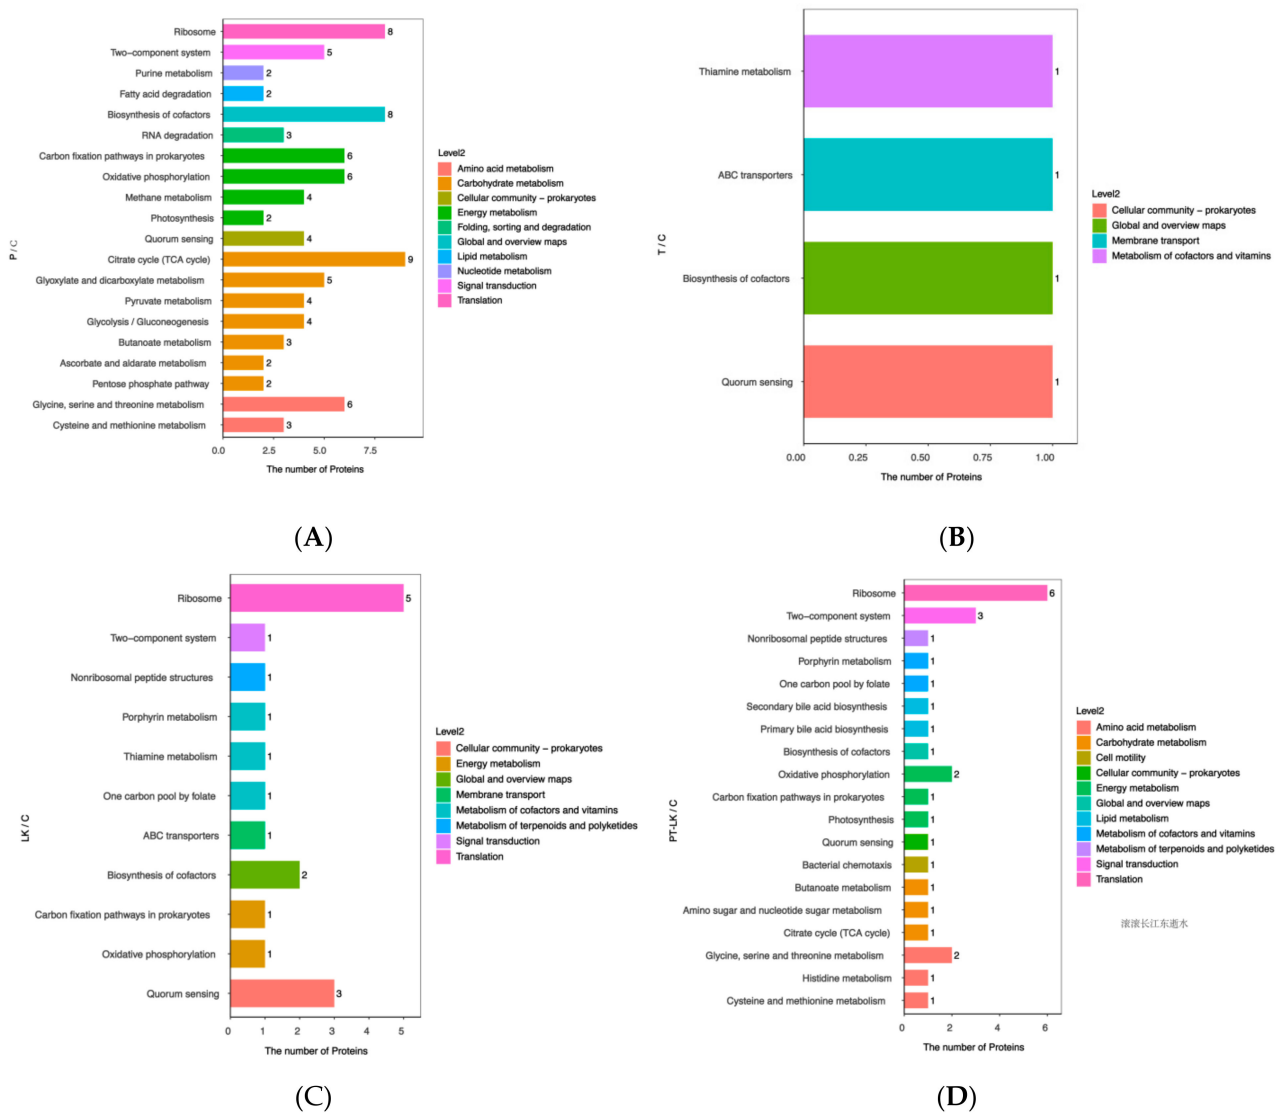 P / C
Ribosome 8
Two-component system 5
Purine metabolism 2
Fatty acid degradation 2
Biosynthesis of cofactors 8
RNA degradation 3
Carbon fixation pathways in prokaryotes 6
Oxidative phosphorylation 6
Methane metabolism 4
Photosynthesis 2
Quorum sensing 4
Citrate cycle (TCA cycle) 9
Glyoxylate and dicarboxylate metabolism 5
Pyruvate metabolism 4
Glycolysis / Gluconeogenesis 4
Butanoate metabolism 3
Ascorbate and aldarate metabolism 2
Pentose phosphate pathway 2
Glycine, serine and threonine metabolism 6
Cysteine and methionine metabolism 3
0.0 2.5 5.0 7.5
The number of Proteins
Level2
Amino acid metabolism
Carbohydrate metabolism
Cellular community - prokaryotes
Energy metabolism
Folding, sorting and degradation
Global and overview maps
Lipid metabolism
Nucleotide metabolism
Signal transduction
Translation
(A)
T / C
Thiamine metabolism 1
ABC transporters 1
Biosynthesis of cofactors 1
Quorum sensing 1
0.00 0.25 0.50 0.75 1.00
The number of Proteins
Level2
Cellular community - prokaryotes
Global and overview maps
Membrane transport
Metabolism of cofactors and vitamins
(B)
LK / C
Ribosome 5
Two-component system 1
Nonribosomal peptide structures 1
Porphyrin metabolism 1
Thiamine metabolism 1
One carbon pool by folate 1
ABC transporters 1
Biosynthesis of cofactors 2
Carbon fixation pathways in prokaryotes 1
Oxidative phosphorylation 1
Quorum sensing 3
0 1 2 3 4 5
The number of Proteins
Level2
Cellular community - prokaryotes
Energy metabolism
Global and overview maps
Membrane transport
Metabolism of cofactors and vitamins
Metabolism of terpenoids and polyketides
Signal transduction
Translation
(C)
PT-LK / C
Ribosome 6
Two-component system 3
Nonribosomal peptide structures 1
Porphyrin metabolism 1
One carbon pool by folate 1
Secondary bile acid biosynthesis 1
Primary bile acid biosynthesis 1
Biosynthesis of cofactors 1
Oxidative phosphorylation 2
Carbon fixation pathways in prokaryotes 1
Photosynthesis 1
Quorum sensing 1
Bacterial chemotaxis 1
Butanoate metabolism 1
Amino sugar and nucleotide sugar metabolism 1
Citrate cycle (TCA cycle) 1
Glycine, serine and threonine metabolism 2
Histidine metabolism 1
Cysteine and methionine metabolism 1
0 2 4 6
The number of Proteins
Level2
Amino acid metabolism
Carbohydrate metabolism
Cell motility
Cellular community - prokaryotes
Energy metabolism
Global and overview maps
Lipid metabolism
Metabolism of cofactors and vitamins
Metabolism of terpenoids and polyketides
Signal transduction
Translation
滚滚长江东逝水
(D)